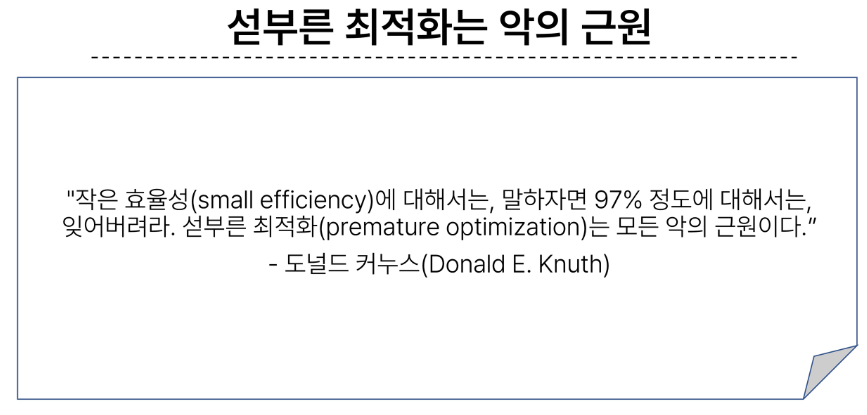 섣부른 최적화는 악의 근원
"작은 효율성(small efficiency)에 대해서는, 말하자면 97% 정도에 대해서는,
잊어버려라. 섣부른 최적화(premature optimization)는 모든 악의 근원이다.”
- 도널드 커누스(Donald E. Knuth)